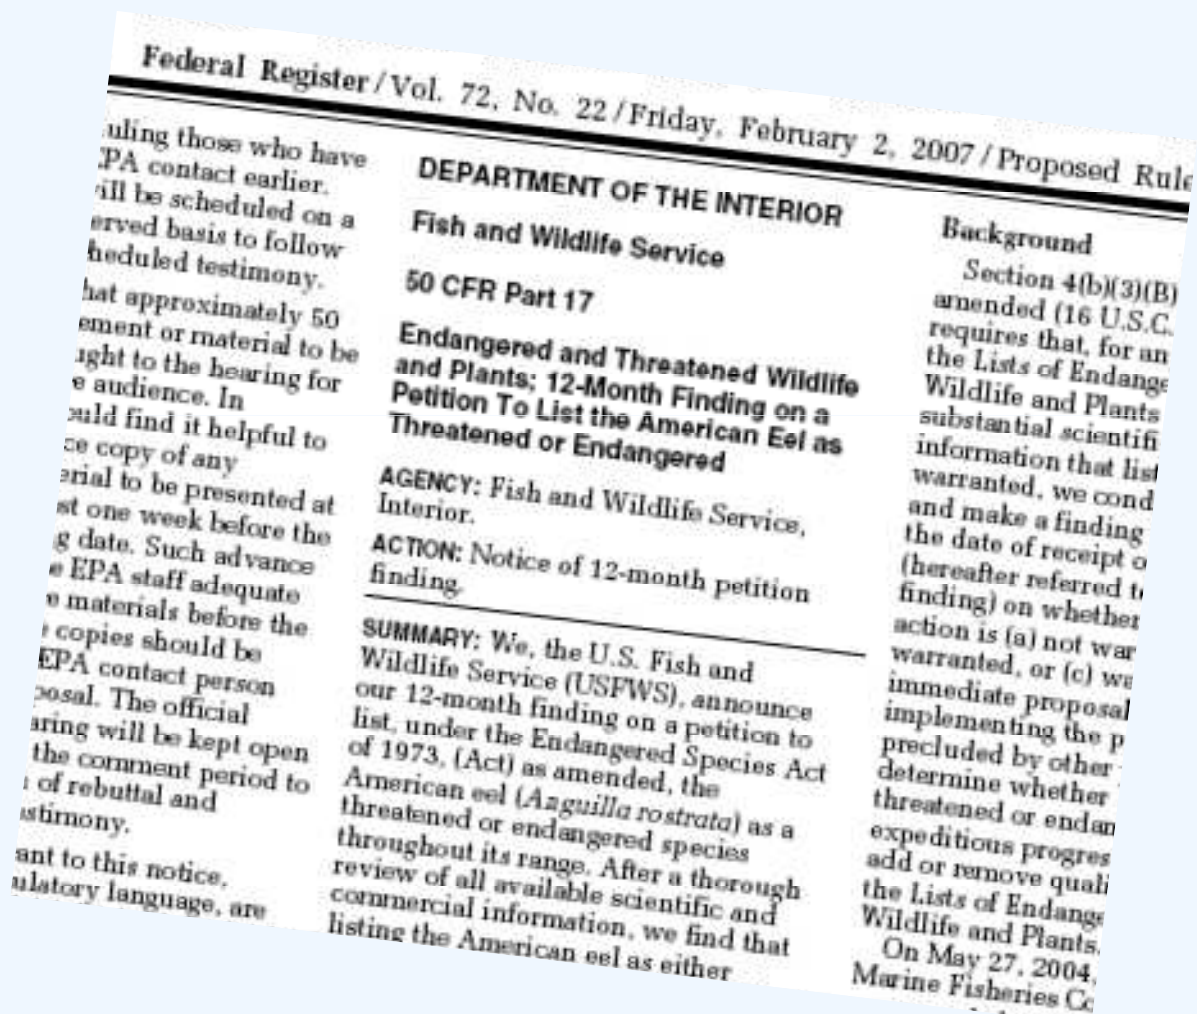 Federal Register / Vol. 72, No. 22 / Friday, February 2, 2007 / Proposed Rule
uling those who have
EPA contact earlier.
ill be scheduled on a
erved basis to follow
heduled testimony.
hat approximately 50
ement or material to be
ught to the hearing for
e audience. In
ould find it helpful to
ce copy of any
erial to be presented at
st one week before the
g date. Such advance
e EPA staff adequate
e materials before the
copies should be
EPA contact person
posal. The official
aring will be kept open
the comment period to
of rebuttal and
stimony.
ant to this notice,
ulatory language, are
DEPARTMENT OF THE INTERIOR
Fish and Wildlife Service
50 CFR Part 17
Endangered and Threatened Wildlife
and Plants; 12-Month Finding on a
Petition To List the American Eel as
Threatened or Endangered
AGENCY: Fish and Wildlife Service,
Interior.
ACTION: Notice of 12-month petition
finding.
SUMMARY: We, the U.S. Fish and
Wildlife Service (USFWS), announce
our 12-month finding on a petition to
list, under the Endangered Species Act
of 1973, (Act) as amended, the
American eel (Anguilla rostrata) as a
threatened or endangered species
throughout its range. After a thorough
review of all available scientific and
commercial information, we find that
listing the American eel as either
Background
Section 4(b)(3)(B)
amended (16 U.S.C.
requires that, for an
the Lists of Endange
Wildlife and Plants
substantial scientifi
information that list
warranted, we cond
and make a finding
the date of receipt o
(hereafter referred t
finding) on whether
action is (a) not war
warranted, or (c) wa
immediate proposal
implementing the p
precluded by other
determine whether
threatened or endan
expeditious progres
add or remove quali
the Lists of Endange
Wildlife and Plants.
On May 27, 2004,
Marine Fisheries Co